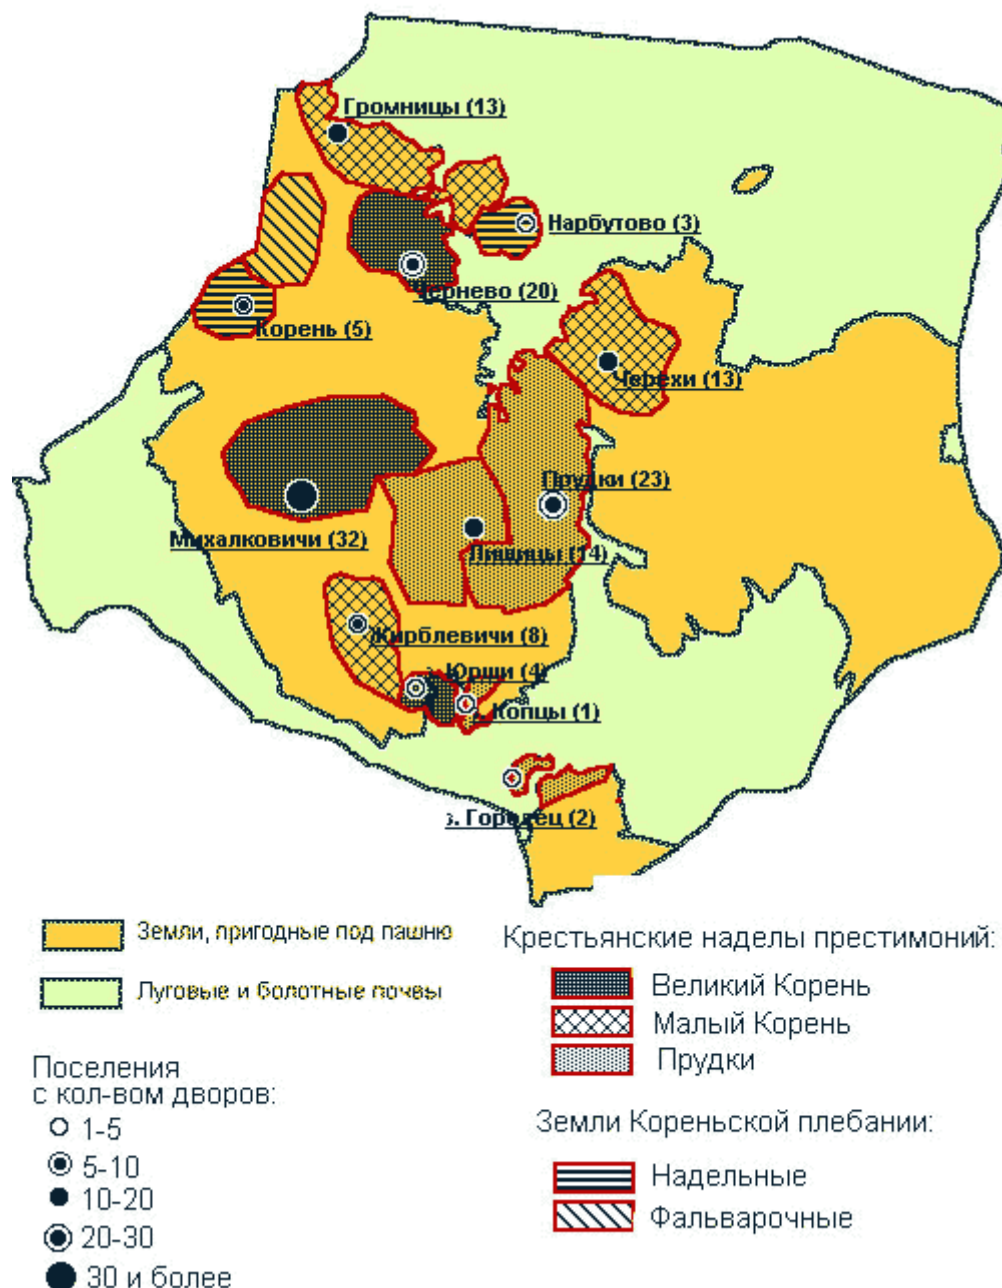 Громницы (13)
Нарбутово (3)
Чернево (20)
Корень (5)
Черехи (13)
Прудки (23)
Михалковичи (32)
Лищицы (14)
Жирблевичи (8)
Юрши (4)
Копцы (1)
Городец (2)
Земли, пригодные под пашню
Луговые и болотные почвы
Поселения
с кол-вом дворов:
1-5
5-10
10-20
20-30
30 и более
Крестьянские наделы престимоний:
Великий Корень
Малый Корень
Прудки
Земли Кореньской плебании:
Надельные
Фальварочные